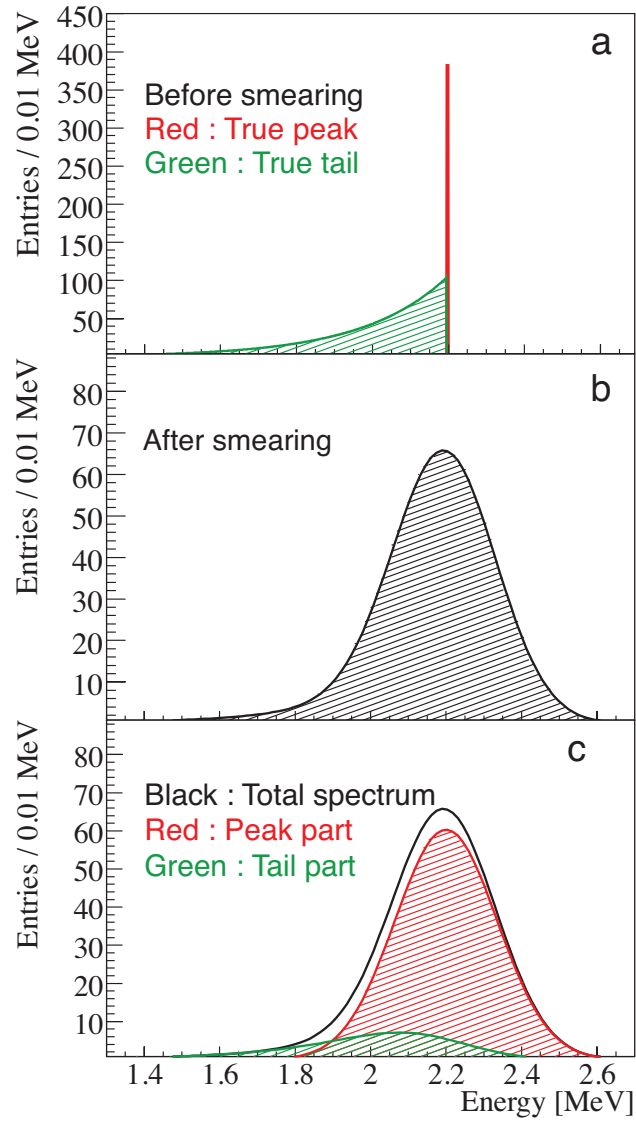 a
450
400
350
300
250
200
150
100
50
Entries / 0.01 MeV
Before smearing
Red : True peak
Green : True tail
b
80
70
60
50
40
30
20
10
Entries / 0.01 MeV
After smearing
c
80
70
60
50
40
30
20
10
Entries / 0.01 MeV
Black : Total spectrum
Red : Peak part
Green : Tail part
1.4 1.6 1.8 2 2.2 2.4 2.6
Energy [MeV]